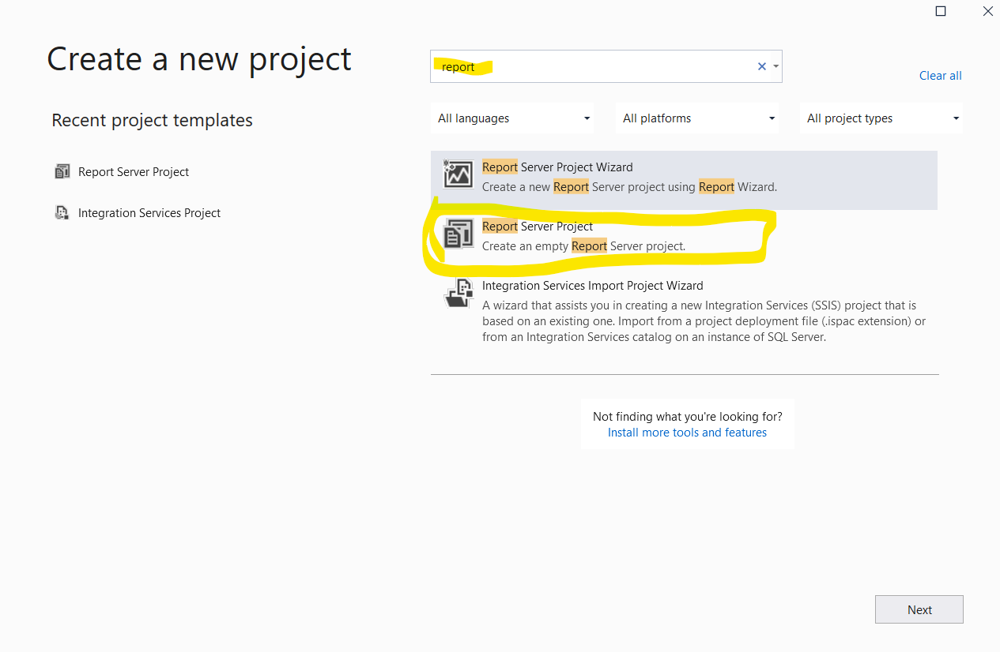 Create a new project
report
Clear all
Recent project templates
All languages
All platforms
All project types
Report Server Project
Integration Services Project
Report Server Project Wizard
Create a new Report Server project using Report Wizard.
Report Server Project
Create an empty Report Server project.
Integration Services Import Project Wizard
A wizard that assists you in creating a new Integration Services (SSIS) project that is
based on an existing one. Import from a project deployment file (.ispac extension) or
from an Integration Services catalog on an instance of SQL Server.
Not finding what you're looking for?
Install more tools and features
Next